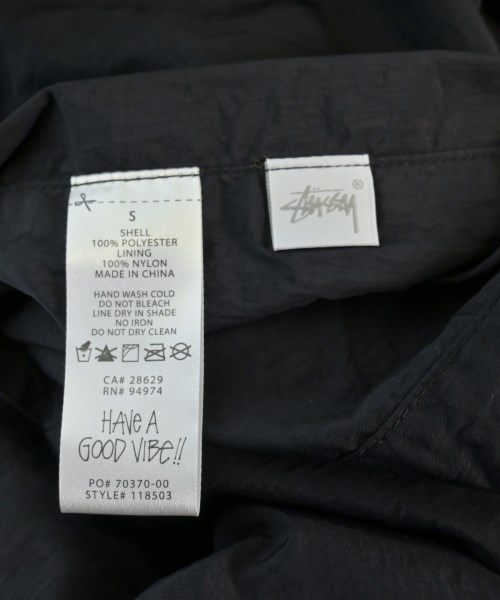 S
SHELL
100% POLYESTER
LINING
100% NYLON
MADE IN CHINA
HAND WASH COLD
DO NOT BLEACH
LINE DRY IN SHADE
NO IRON
DO NOT DRY CLEAN
CA# 28629
RN# 94974
HAVE A
GOOD VIBE!!
PO# 70370-00
STYLE# 118503
STÜSSY®